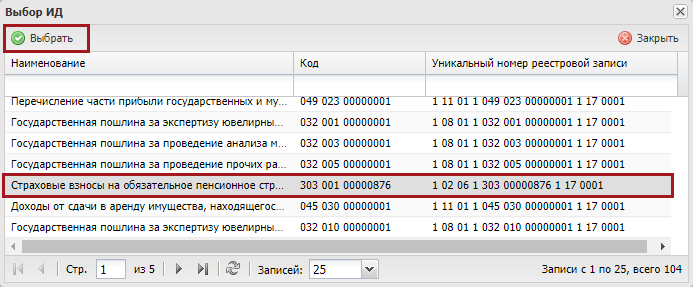 Выбор ИД
Выбрать Закрыть
Наименование Код Уникальный номер реестровой записи
Перечисление части прибыли государственных и му... 049 023 00000001 1 11 01 1 049 023 00000001 1 17 0001
Государственная пошлина за экспертизу ювелирны... 032 001 00000001 1 08 01 1 032 001 00000001 1 17 0001
Государственная пошлина за проведение анализа м... 032 003 00000001 1 08 01 1 032 003 00000001 1 17 0001
Государственная пошлина за проведение прочих ра... 032 005 00000001 1 08 01 1 032 005 00000001 1 17 0001
Страховые взносы на обязательное пенсионное стр... 303 001 00000876 1 02 06 1 303 00000876 1 17 0001
Доходы от сдачи в аренду имущества, находящегос... 045 030 00000001 1 11 01 1 045 030 00000001 1 17 0001
Государственная пошлина за экспертизу ювелирны... 032 010 00000001 1 08 01 1 032 010 00000001 1 17 0001
Стр. 1 из 5 Записей: 25 Записи с 1 по 25, всего 104